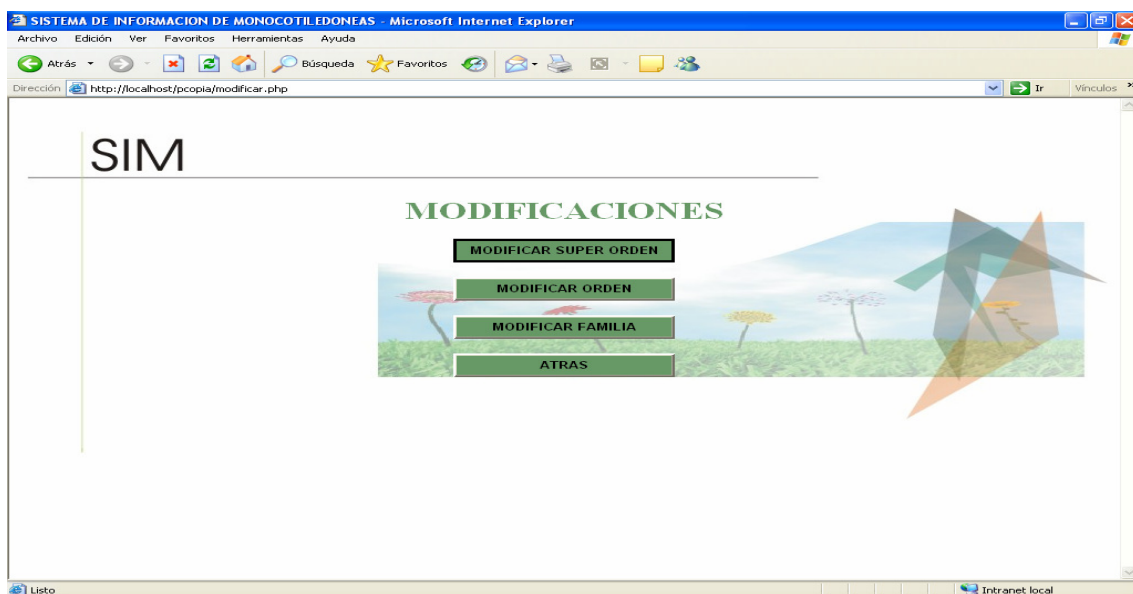 SISTEMA DE INFORMACION DE MONOCOTILEDONEAS - Microsoft Internet Explorer
Archivo Edición Ver Favoritos Herramientas Ayuda
Atrás Búsqueda Favoritos
Dirección http://localhost/pcopia/modificar.php Ir Vínculos »
SIM
MODIFICACIONES
MODIFICAR SUPER ORDEN
MODIFICAR ORDEN
MODIFICAR FAMILIA
ATRAS
Listo Intranet local